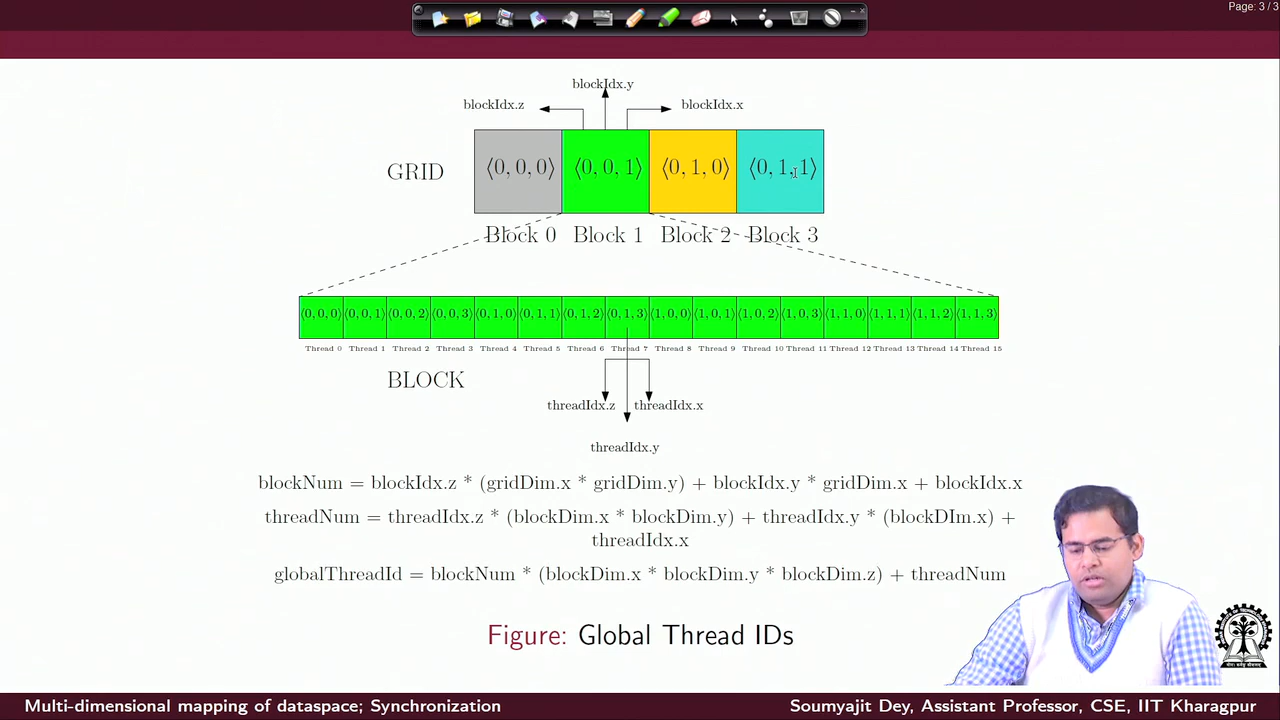 Page: 3 / 3
blockIdx.y
blockIdx.z
blockIdx.x
GRID
⟨0, 0, 0⟩ ⟨0, 0, 1⟩ ⟨0, 1, 0⟩ ⟨0, 1, 1⟩
Block 0 Block 1 Block 2 Block 3
⟨0, 0, 0⟩ ⟨0, 0, 1⟩ ⟨0, 0, 2⟩ ⟨0, 0, 3⟩ ⟨0, 1, 0⟩ ⟨0, 1, 1⟩ ⟨0, 1, 2⟩ ⟨0, 1, 3⟩ ⟨1, 0, 0⟩ ⟨1, 0, 1⟩ ⟨1, 0, 2⟩ ⟨1, 0, 3⟩ ⟨1, 1, 0⟩ ⟨1, 1, 1⟩ ⟨1, 1, 2⟩ ⟨1, 1, 3⟩
Thread 0 Thread 1 Thread 2 Thread 3 Thread 4 Thread 5 Thread 6 Thread 7 Thread 8 Thread 9 Thread 10 Thread 11 Thread 12 Thread 13 Thread 14 Thread 15
BLOCK
threadIdx.z threadIdx.x
threadIdx.y
blockNum = blockIdx.z * (gridDim.x * gridDim.y) + blockIdx.y * gridDim.x + blockIdx.x
threadNum = threadIdx.z * (blockDim.x * blockDim.y) + threadIdx.y * (blockDIm.x) +
threadIdx.x
globalThreadId = blockNum * (blockDim.x * blockDim.y * blockDim.z) + threadNum
Figure: Global Thread IDs
Multi-dimensional mapping of dataspace; Synchronization
Soumyajit Dey, Assistant Professor, CSE, IIT Kharagpur